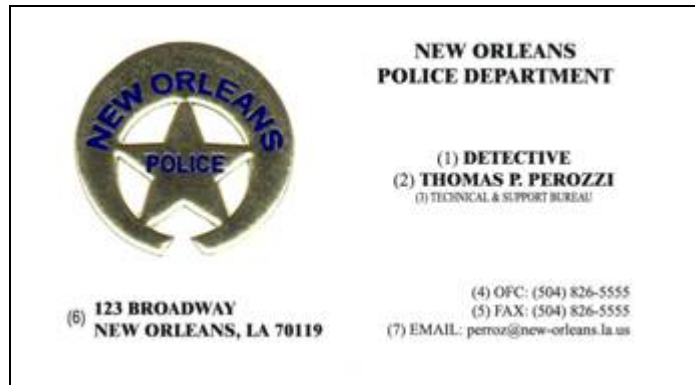 NEW ORLEANS
POLICE
NEW ORLEANS
POLICE DEPARTMENT
(1) DETECTIVE
(2) THOMAS P. PEROZZI
(3) TECHNICAL & SUPPORT BUREAU
(6) 123 BROADWAY
NEW ORLEANS, LA 70119
(4) OFC: (504) 826-5555
(5) FAX: (504) 826-5555
(7) EMAIL: perroz@new-orleans.la.us